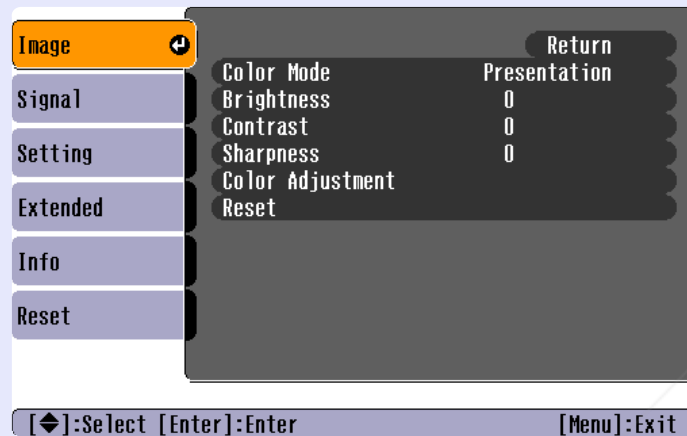 Image
Signal
Setting
Extended
Info
Reset
Return
Color Mode Presentation
Brightness 0
Contrast 0
Sharpness 0
Color Adjustment
Reset
[◆]:Select [Enter]:Enter [Menu]:Exit